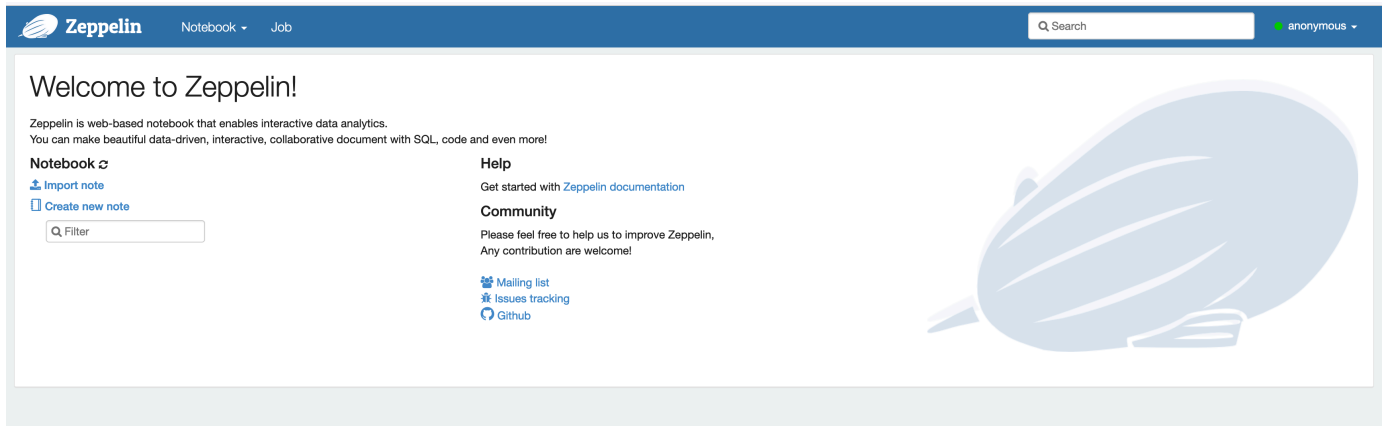 Zeppelin Notebook Job Search anonymous
Welcome to Zeppelin!
Zeppelin is web-based notebook that enables interactive data analytics.
You can make beautiful data-driven, interactive, collaborative document with SQL, code and even more!
Notebook
Import note
Create new note
Filter
Help
Get started with Zeppelin documentation
Community
Please feel free to help us to improve Zeppelin,
Any contribution are welcome!
Mailing list
Issues tracking
Github